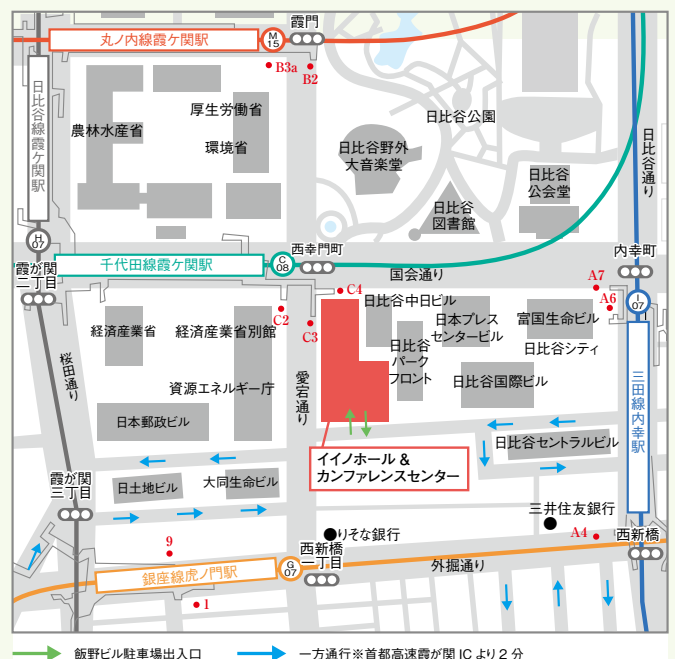 霞門
丸ノ内線霞ケ関駅
M
15
B3a
B2
日比谷線霞ケ関駅
厚生労働省
農林水産省
環境省
日比谷公園
日比谷野外
大音楽堂
日比谷
公会堂
日比谷通り
日比谷
図書館
H
07
霞が関
二丁目
千代田線霞ケ関駅
C
08
西幸門町
国会通り
内幸町
C4
A7
A6
I
07
C2
C3
日比谷中日ビル
経済産業省
経済産業省別館
日本プレス
センタービル
富国生命ビル
日比谷シティ
日比谷
パーク
フロント
桜田通り
資源エネルギー庁
愛宕通り
日比谷国際ビル
三田線内幸駅
日本郵政ビル
日比谷セントラルビル
イイノホール &
カンファレンスセンター
霞が関
三丁目
日土地ビル
大同生命ビル
三井住友銀行
りそな銀行
A4
9
西新橋
一丁目
西新橋
外掘通り
銀座線虎ノ門駅
G
07
1
飯野ビル駐車場出入口
一方通行※首都高速霞が関 IC より 2 分